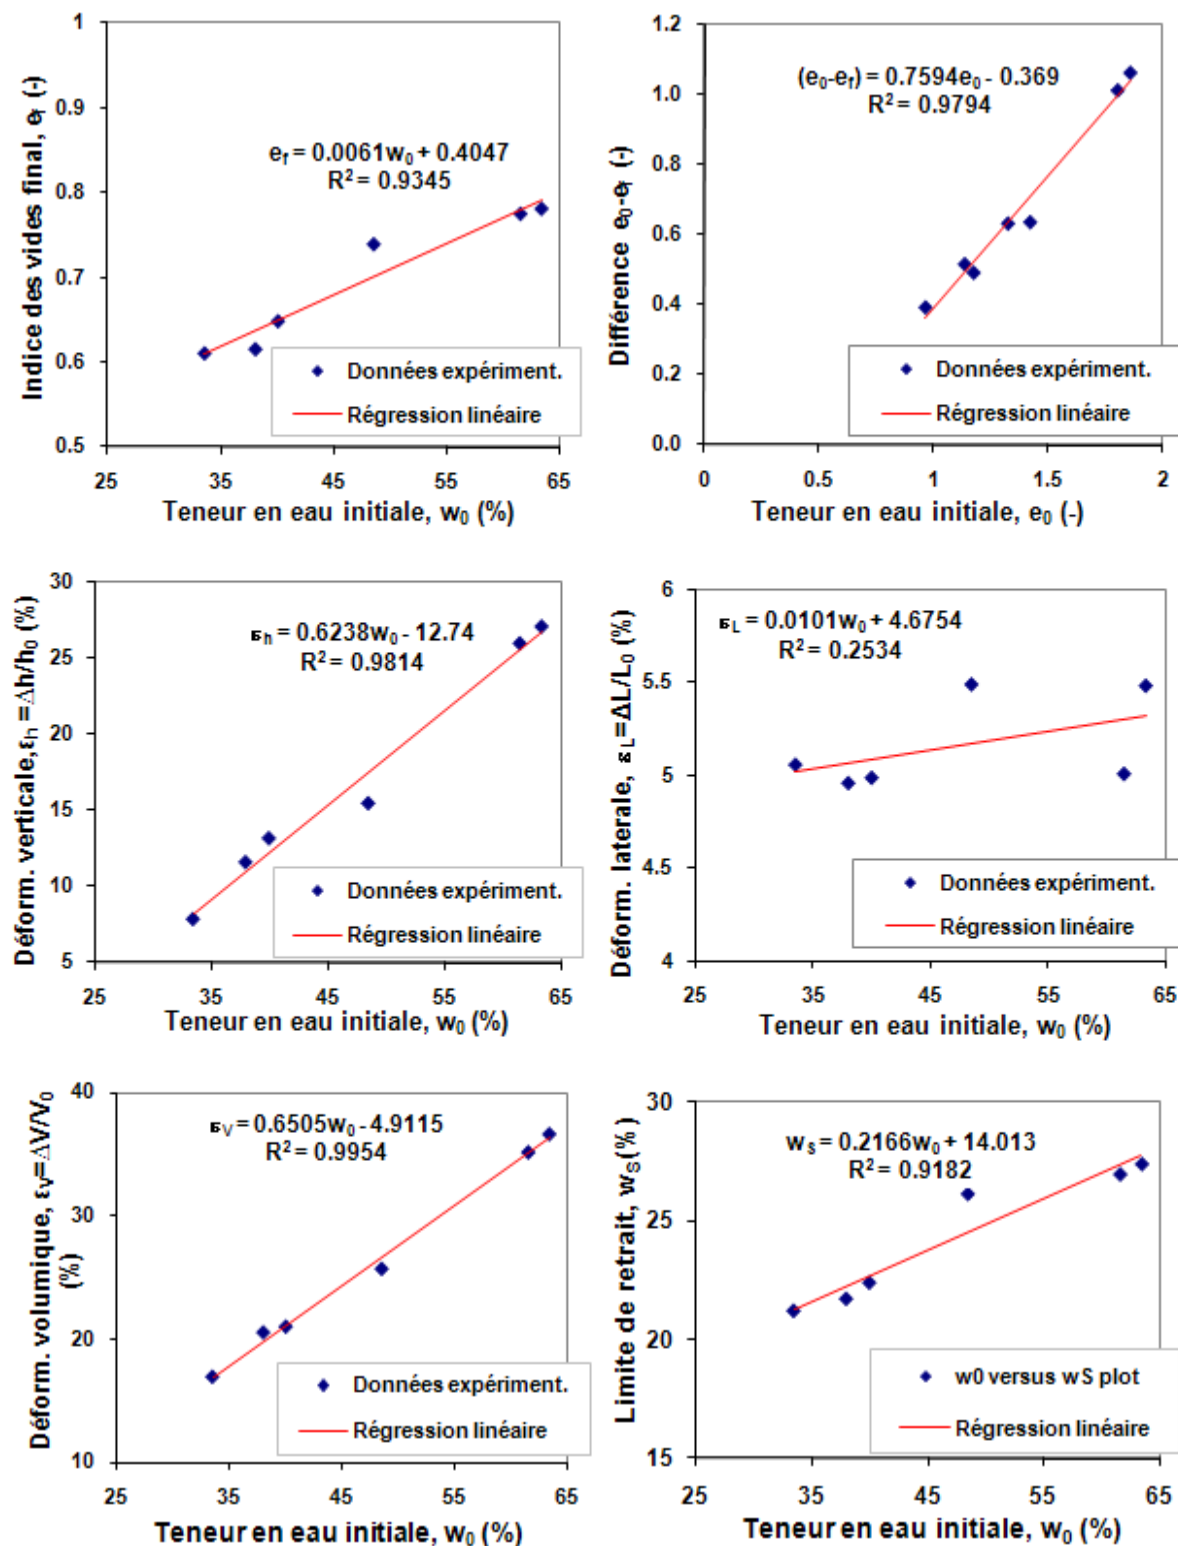 1
0.9
0.8
0.7
0.6
0.5
25
45
65
Indice des vides final, ef (-)
ef = 0.0061w0 + 0.4047
R2 = 0.9345
Données expériment.
Régression linéaire
Teneur en eau initiale, w0 (%)
1.2
1.0
0.8
0.6
0.4
0.2
0.0
0
0.5
1
1.5
2
Différence e0-ef (-)
(e0-ef) = 0.7594e0 - 0.369
R2 = 0.9794
Données expériment.
Régression linéaire
Teneur en eau initiale, e0 (-)
30
25
20
15
10
5
25
35
45
55
65
Déform. verticale,εh =Δh/h0 (%)
εh = 0.6238w0 - 12.74
R2 = 0.9814
Données expériment.
Régression linéaire
Teneur en eau initiale, w0 (%)
6
5.5
5
4.5
4
25
35
45
55
65
Déform. laterale, εL=ΔL/L0 (%)
εL = 0.0101w0 + 4.6754
R2 = 0.2534
Données expériment.
Régression linéaire
Teneur en eau initiale, w0 (%)
40
30
20
10
25
35
45
55
65
Déform. volumique, εV=ΔV/V0
(%)
εV = 0.6505w0 - 4.9115
R2 = 0.9954
Données expériment.
Régression linéaire
Teneur en eau initiale, w0 (%)
30
25
20
15
25
35
45
55
65
Limite de retrait, wS(%)
wS = 0.2166w0 + 14.013
R2 = 0.9182
w0 versus wS plot
Régression linéaire
Teneur en eau initiale, w0 (%)